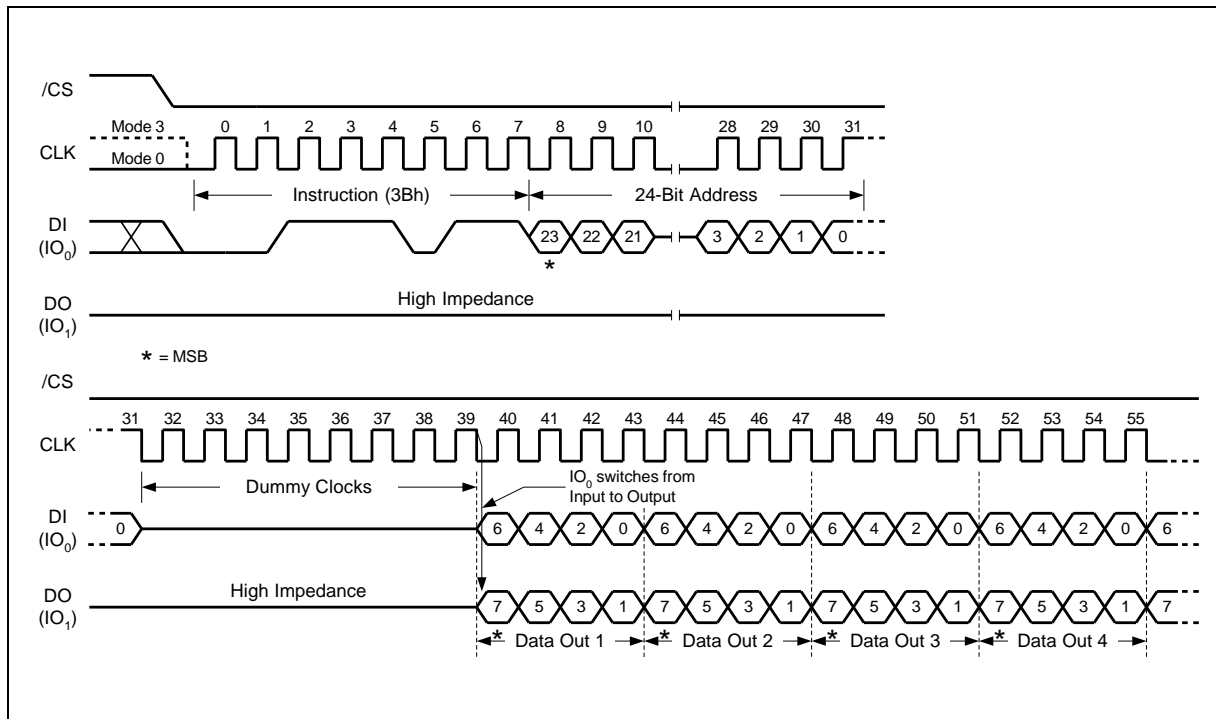 /CS
Mode 3 0 1 2 3 4 5 6 7 8 9 10 28 29 30 31
CLK Mode 0
Instruction (3Bh) 24-Bit Address
DI
(IO0) 23 22 21 3 2 1 0
*
DO High Impedance
(IO1)
* = MSB
/CS
31 32 33 34 35 36 37 38 39 40 41 42 43 44 45 46 47 48 49 50 51 52 53 54 55
CLK
Dummy Clocks
IO0 switches from
Input to Output
DI
(IO0) 0 6 4 2 0 6 4 2 0 6 4 2 0 6 4 2 0 6
DO High Impedance
(IO1) 7 5 3 1 7 5 3 1 7 5 3 1 7 5 3 1 7
* Data Out 1 * Data Out 2 * Data Out 3 * Data Out 4